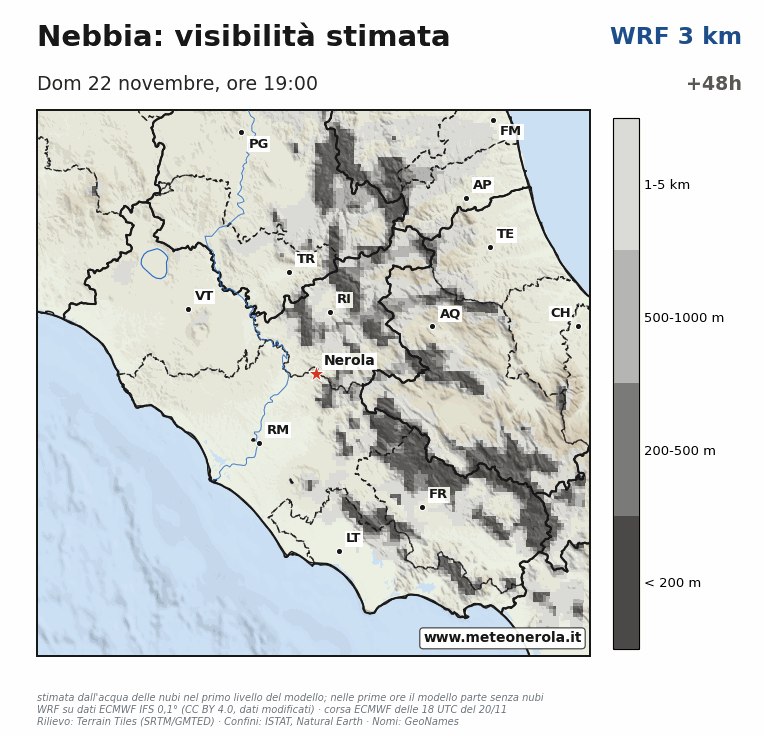 Nebbia: visibilità stimata
WRF 3 km
Dom 22 novembre, ore 19:00
+48h
FM
PG
1-5 km
AP
TE
TR
VT
RI
AQ
CH
500-1000 m
Nerola
RM
200-500 m
FR
LT
< 200 m
www.meteonerola.it
stimata dall'acqua delle nubi nel primo livello del modello; nelle prime ore il modello parte senza nubi
WRF su dati ECMWF IFS 0,1° (CC BY 4.0, dati modificati) · corsa ECMWF delle 18 UTC del 20/11
Rilievo: Terrain Tiles (SRTM/GMTED) · Confini: ISTAT, Natural Earth · Nomi: GeoNames